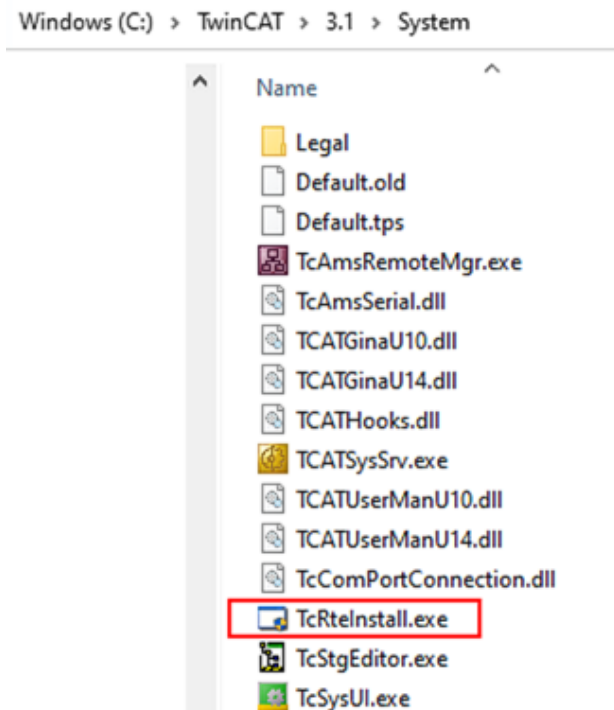 Windows (C:) > TwinCAT > 3.1 > System
Name
Legal
Default.old
Default.tps
TcAmsRemoteMgr.exe
TcAmsSerial.dll
TCATGinaU10.dll
TCATGinaU14.dll
TCATHooks.dll
TCATSysSrv.exe
TCATUserManU10.dll
TCATUserManU14.dll
TcComPortConnection.dll
TcRteInstall.exe
TcStgEditor.exe
TcSysUI.exe